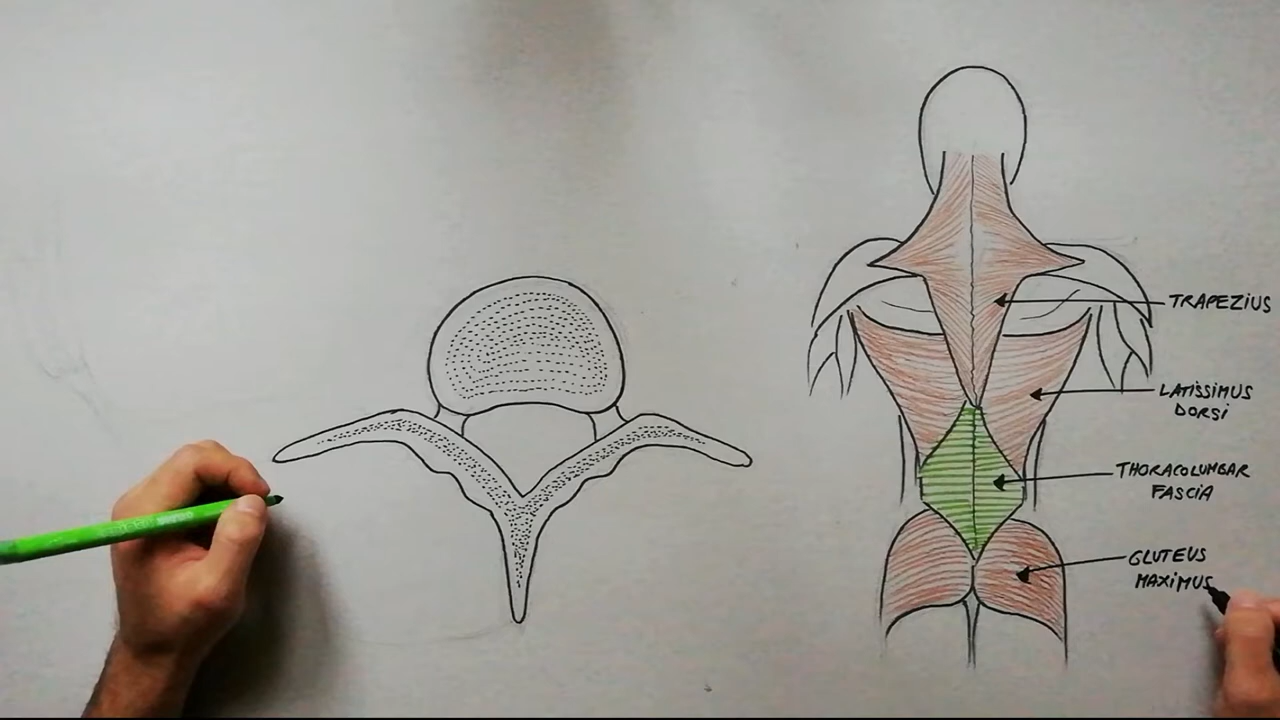 TRAPEZIUS
LATISSIMUS
DORSI
THORACOLUMBAR
FASCIA
GLUTEUS
MAXIMUS